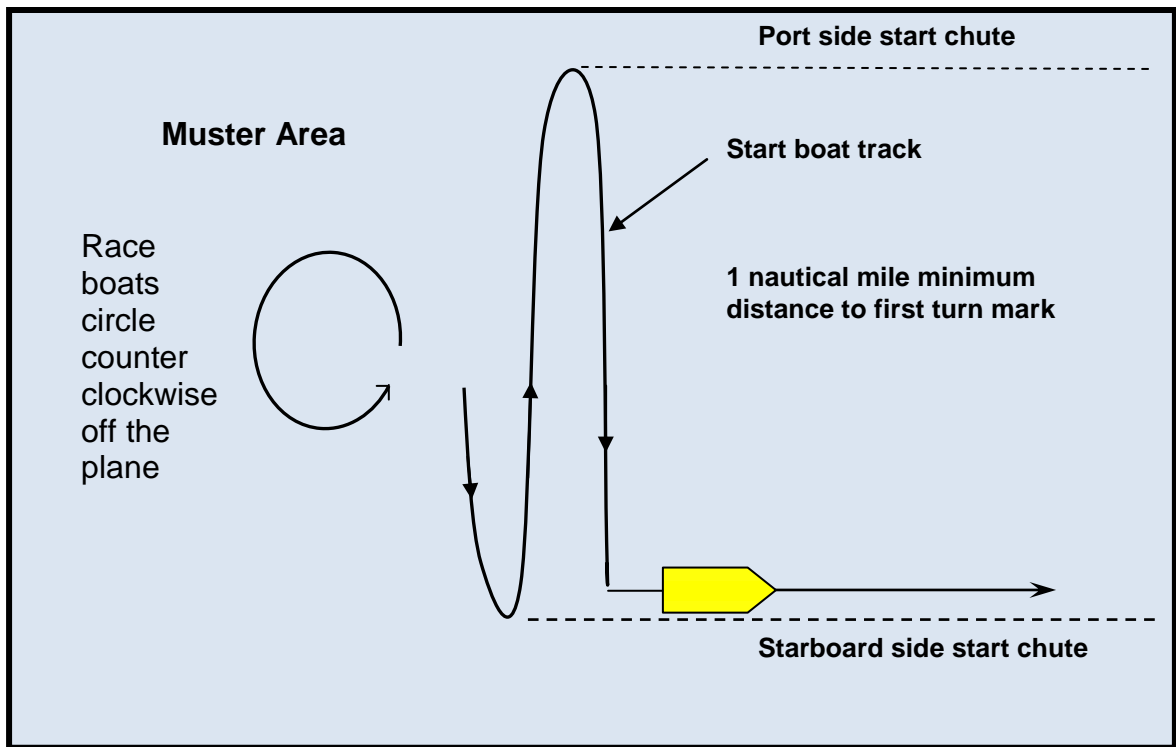 Port side start chute
Muster Area
Start boat track
Race
boats
circle
counter
clockwise
off the
plane
1 nautical mile minimum
distance to first turn mark
Starboard side start chute